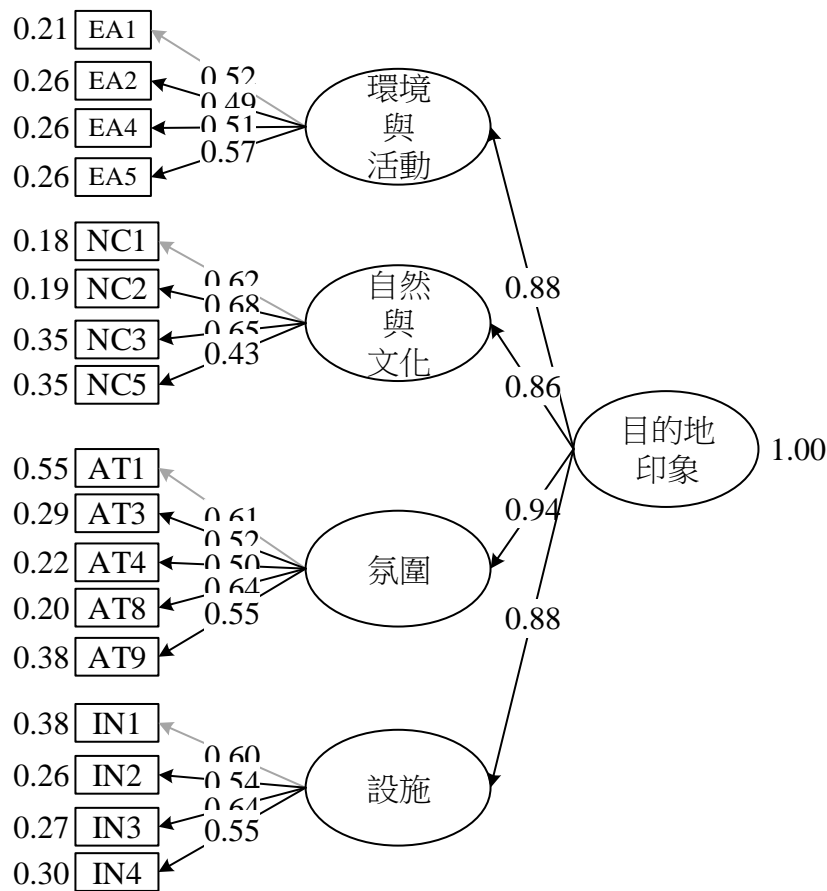 0.21 EA1
0.26 EA2
0.26 EA4
0.26 EA5
0.52
0.49
0.51
0.57
環境
與
活動
0.18 NC1
0.19 NC2
0.35 NC3
0.35 NC5
0.62
0.68
0.65
0.43
自然
與
文化
0.55 AT1
0.29 AT3
0.22 AT4
0.20 AT8
0.38 AT9
0.61
0.52
0.50
0.64
0.55
氛圍
0.38 IN1
0.26 IN2
0.27 IN3
0.30 IN4
0.60
0.54
0.64
0.55
設施
0.88
0.86
0.94
0.88
目的地
印象
1.00